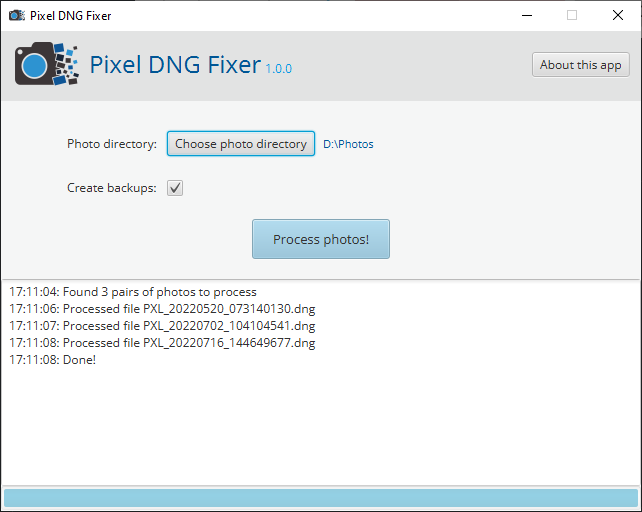 Pixel DNG Fixer
Pixel DNG Fixer 1.0.0
About this app
Photo directory: Choose photo directory D:\Photos
Create backups:
Process photos!
17:11:04: Found 3 pairs of photos to process
17:11:06: Processed file PXL_20220520_073140130.dng
17:11:07: Processed file PXL_20220702_104104541.dng
17:11:08: Processed file PXL_20220716_144649677.dng
17:11:08: Done!